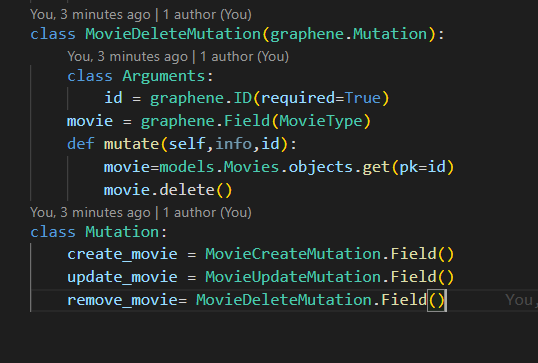 You, 3 minutes ago | 1 author (You)
class MovieDeleteMutation(graphene.Mutation):
You, 3 minutes ago | 1 author (You)
class Arguments:
id = graphene.ID(required=True)
movie = graphene.Field(MovieType)
def mutate(self,info,id):
movie=models.Movies.objects.get(pk=id)
movie.delete()
You, 3 minutes ago | 1 author (You)
class Mutation:
create_movie = MovieCreateMutation.Field()
update_movie = MovieUpdateMutation.Field()
remove_movie= MovieDeleteMutation.Field() You,